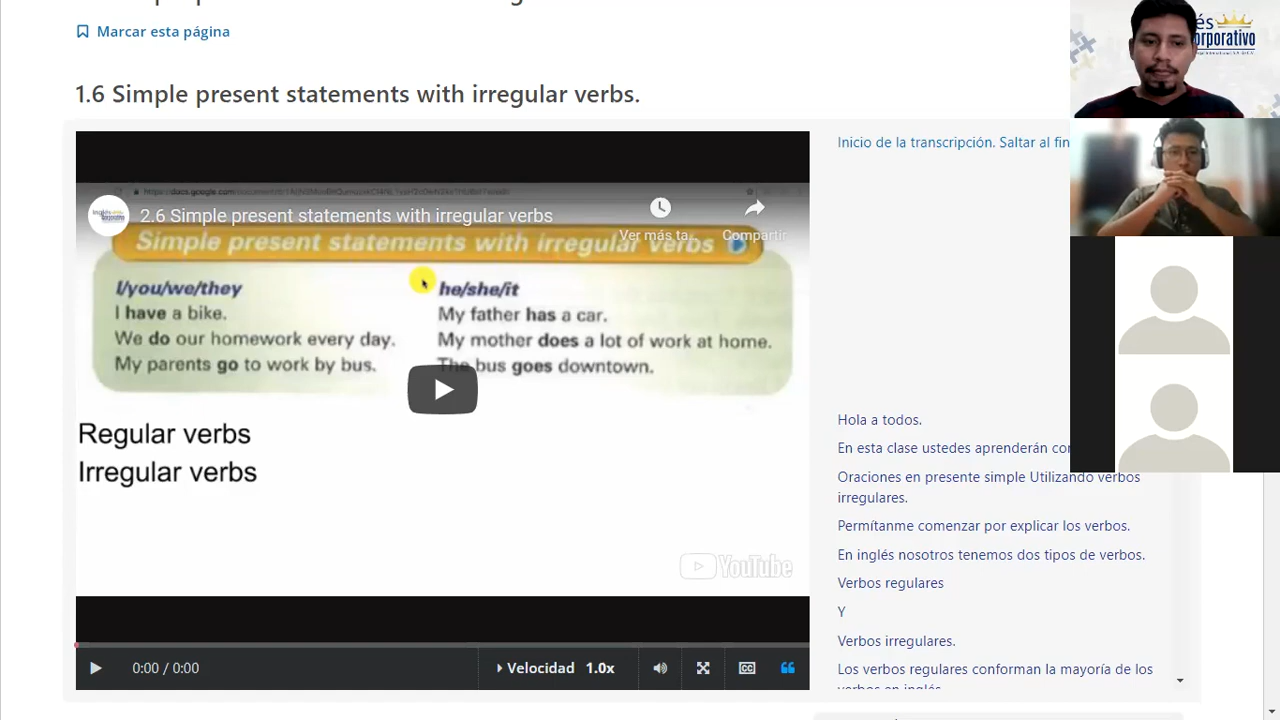 Marcar esta página
1.6 Simple present statements with irregular verbs.
2.6 Simple present statements with irregular verbs
Ver más ta...
Compartir
Simple present statements with irregular verbs
I/you/we/they
I have a bike.
We do our homework every day.
My parents go to work by bus.
he/she/it
My father has a car.
My mother does a lot of work at home.
The bus goes downtown.
Regular verbs
Irregular verbs
YouTube
0:00 / 0:00
Velocidad 1.0x
CC
Inicio de la transcripción. Saltar al fin
Hola a todos.
En esta clase ustedes aprenderán
Oraciones en presente simple Utilizando verbos
irregulares.
Permítanme comenzar por explicar los verbos.
En inglés nosotros tenemos dos tipos de verbos.
Verbos regulares
Y
Verbos irregulares.
Los verbos regulares conforman la mayoría de los
verbos en inglés